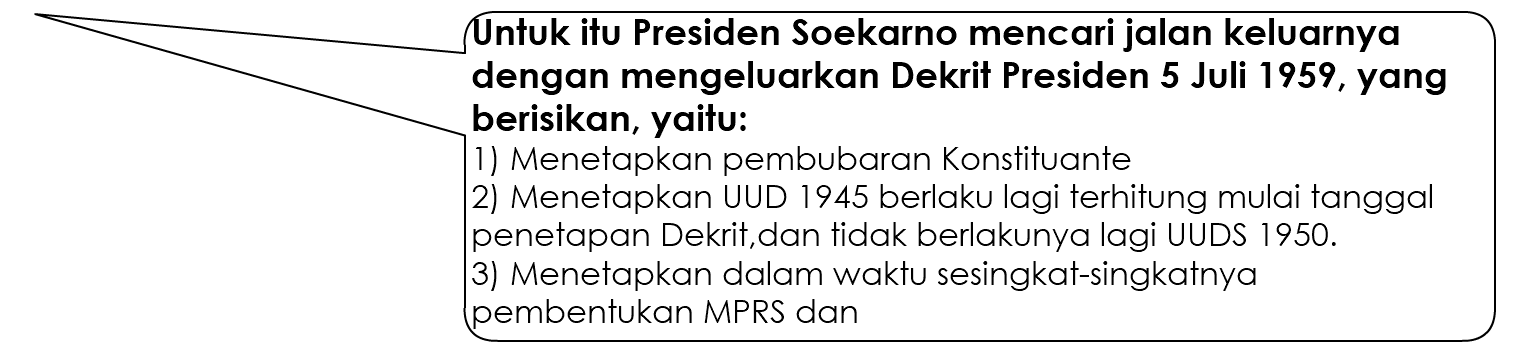 Untuk itu Presiden Soekarno mencari jalan keluarnya
dengan mengeluarkan Dekrit Presiden 5 Juli 1959, yang
berisikan, yaitu:
1) Menetapkan pembubaran Konstituante
2) Menetapkan UUD 1945 berlaku lagi terhitung mulai tanggal
penetapan Dekrit,dan tidak berlakunya lagi UUDS 1950.
3) Menetapkan dalam waktu sesingkat-singkatnya
pembentukan MPRS dan